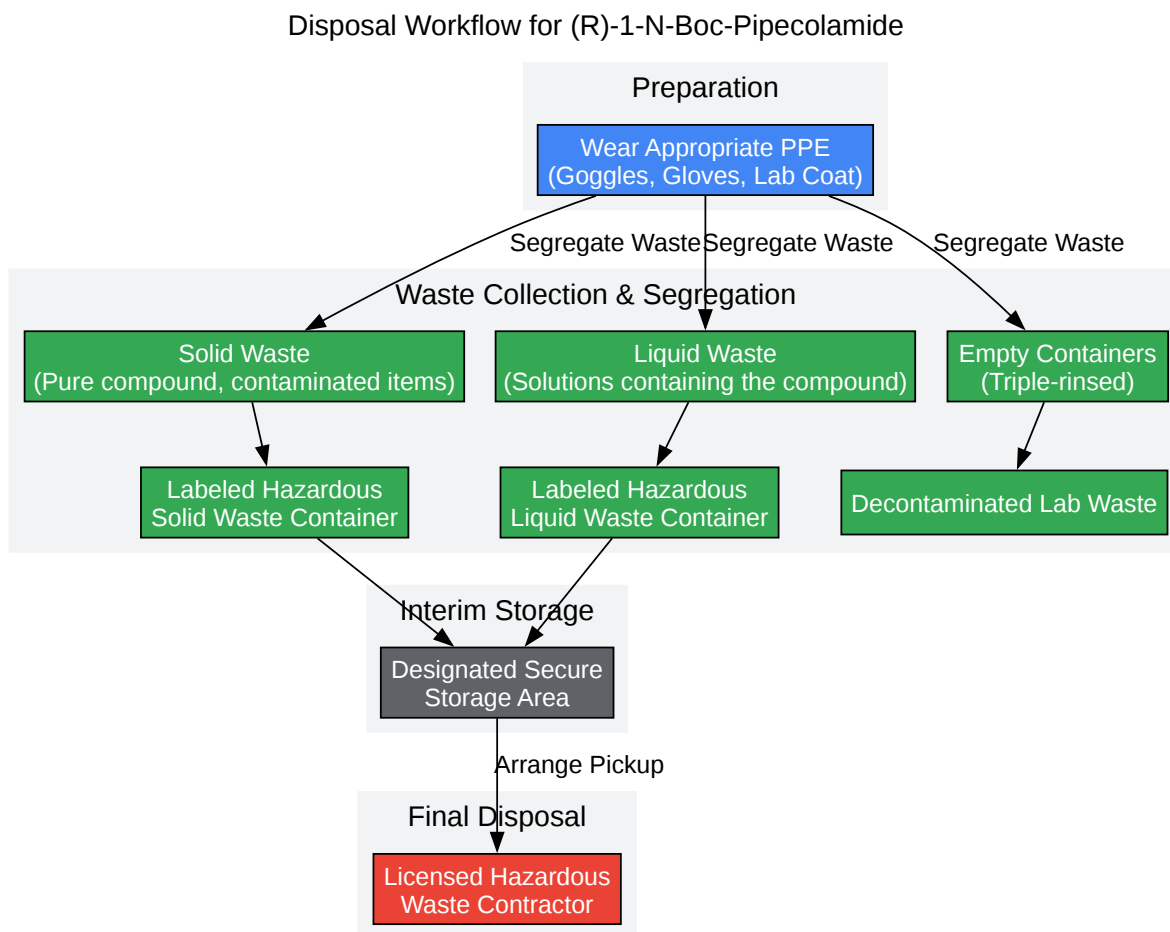 Disposal Workflow for (R)-1-N-Boc-Pipecolamide
Preparation
Wear Appropriate PPE
(Goggles, Gloves, Lab Coat)
Segregate Waste
Segregate Waste
Segregate Waste
Waste Collection & Segregation
Solid Waste
(Pure compound, contaminated items)
Liquid Waste
(Solutions containing the compound)
Empty Containers
(Triple-rinsed)
Labeled Hazardous
Solid Waste Container
Labeled Hazardous
Liquid Waste Container
Decontaminated Lab Waste
Interim Storage
Designated Secure
Storage Area
Arrange Pickup
Final Disposal
Licensed Hazardous
Waste Contractor